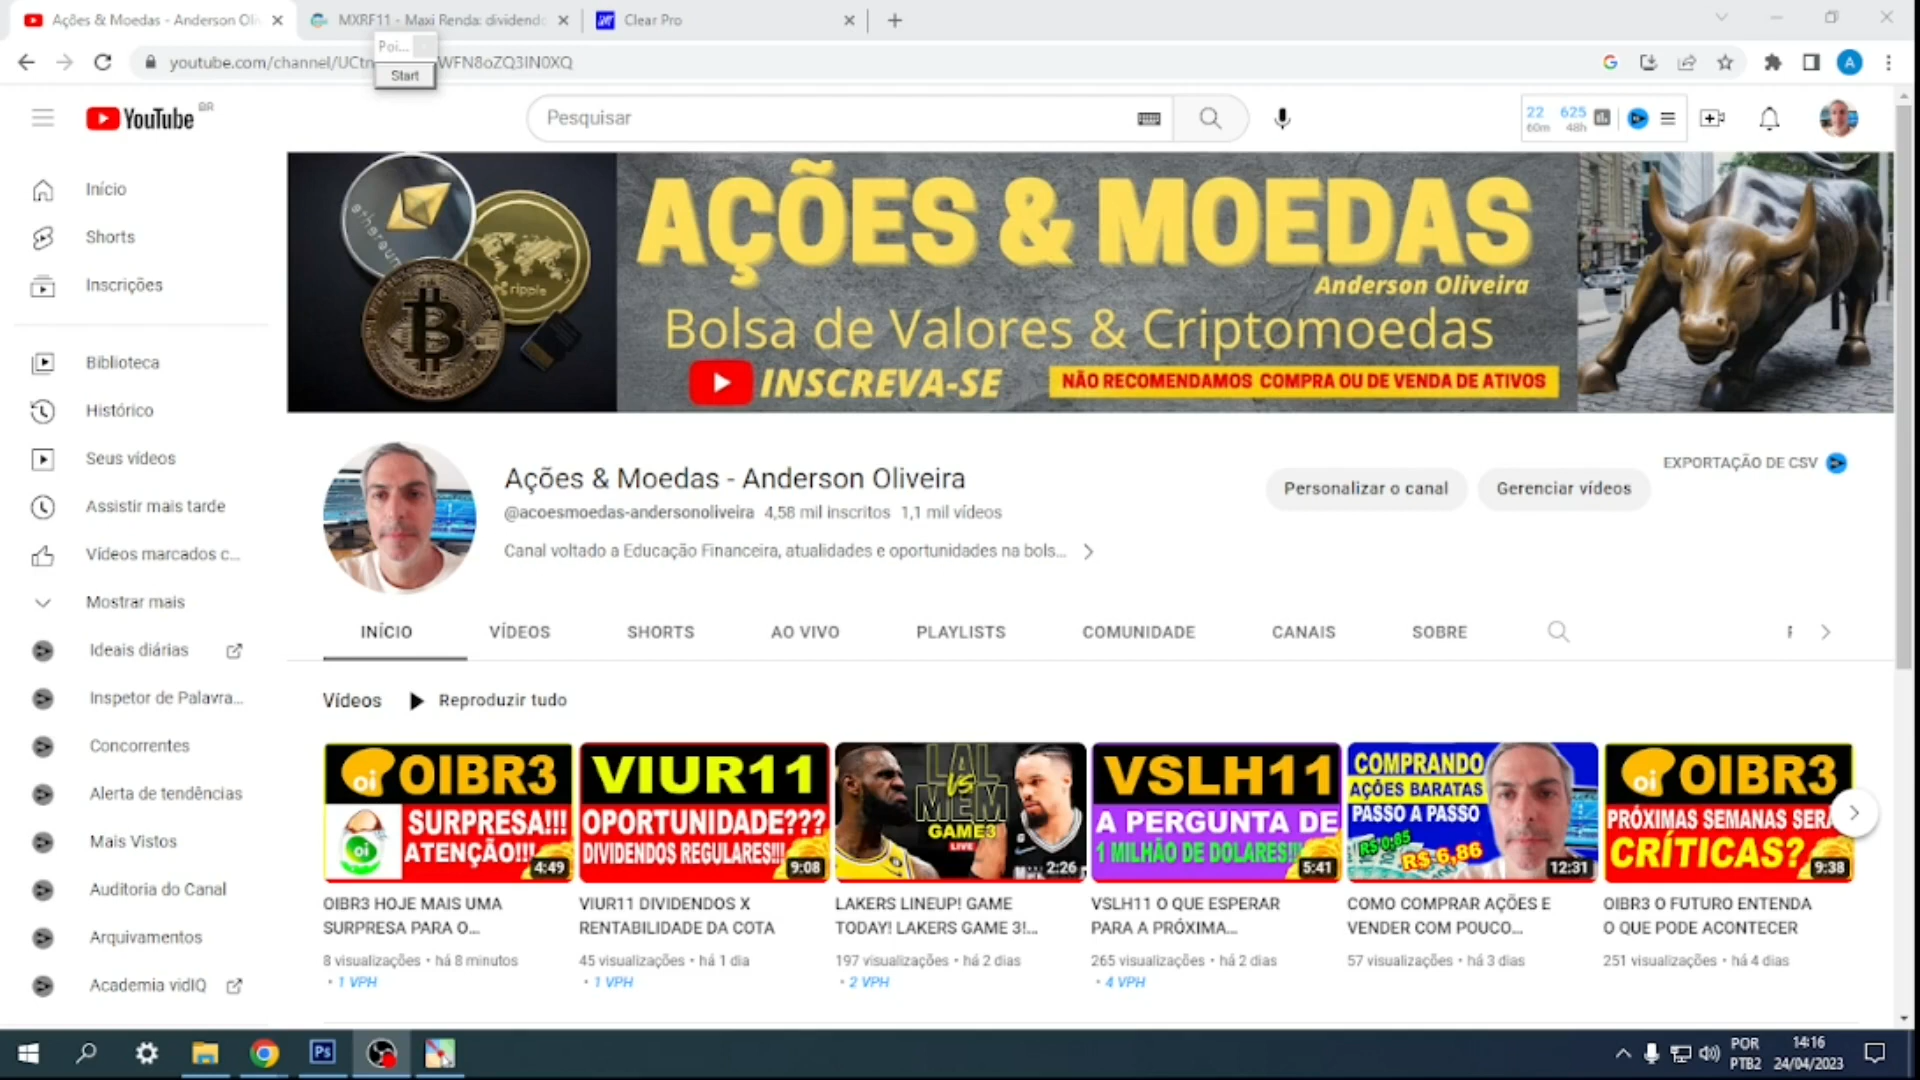 Ações & Moedas - Anderson Oli
MXRF11 - Maxi Renda: dividendo
Clear Pro
Poi...
Start
youtube.com/channel/UCtn
WFN8oZQ3IN0XQ
A
YouTube
BR
Pesquisar
22
60m
625
48h
Início
Shorts
Inscrições
Biblioteca
Histórico
Seus vídeos
Assistir mais tarde
Vídeos marcados c...
Mostrar mais
Ideais diárias
Inspetor de Palavra...
Concorrentes
Alerta de tendências
Mais Vistos
Auditoria do Canal
Arquivamentos
Academia vidIQ
ethereum
ripple
AÇÕES & MOEDAS
Anderson Oliveira
Bolsa de Valores & Criptomoedas
INSCREVA-SE
NÃO RECOMENDAMOS COMPRA OU DE VENDA DE ATIVOS
Ações & Moedas - Anderson Oliveira
@acoesmoedas-andersonoliveira 4,58 mil inscritos 1,1 mil vídeos
Canal voltado a Educação Financeira, atualidades e oportunidades na bols...
Personalizar o canal
Gerenciar vídeos
EXPORTAÇÃO DE CSV
INÍCIO
VÍDEOS
SHORTS
AO VIVO
PLAYLISTS
COMUNIDADE
CANAIS
SOBRE
Vídeos
Reproduzir tudo
oi OIBR3
SURPRESA!!!
ATENÇÃO!!!
oi
4:49
OIBR3 HOJE MAIS UMA
SURPRESA PARA O...
8 visualizações • há 8 minutos
• 1 VPH
VIUR11
OPORTUNIDADE???
DIVIDENDOS REGULARES!!!
9:08
VIUR11 DIVIDENDOS X
RENTABILIDADE DA COTA
45 visualizações • há 1 dia
• 1 VPH
LAL
VS
MEM
GAME3
LIVE
2:26
LAKERS LINEUP! GAME
TODAY! LAKERS GAME 3!...
197 visualizações • há 2 dias
• 2 VPH
VSLH11
A PERGUNTA DE
1 MILHÃO DE DOLARES!!!
5:41
VSLH11 O QUE ESPERAR
PARA A PRÓXIMA...
265 visualizações • há 2 dias
• 4 VPH
COMPRANDO
AÇÕES BARATAS
PASSO A PASSO
R$ 0,85
R$ 6,86
12:31
COMO COMPRAR AÇÕES E
VENDER COM POUCO...
57 visualizações • há 3 dias
oi OIBR3
PRÓXIMAS SEMANAS SERÁ
CRÍTICAS?
9:38
OIBR3 O FUTURO ENTENDA
O QUE PODE ACONTECER
251 visualizações • há 4 dias
Ps
POR
PTB2
14:16
24/04/2023